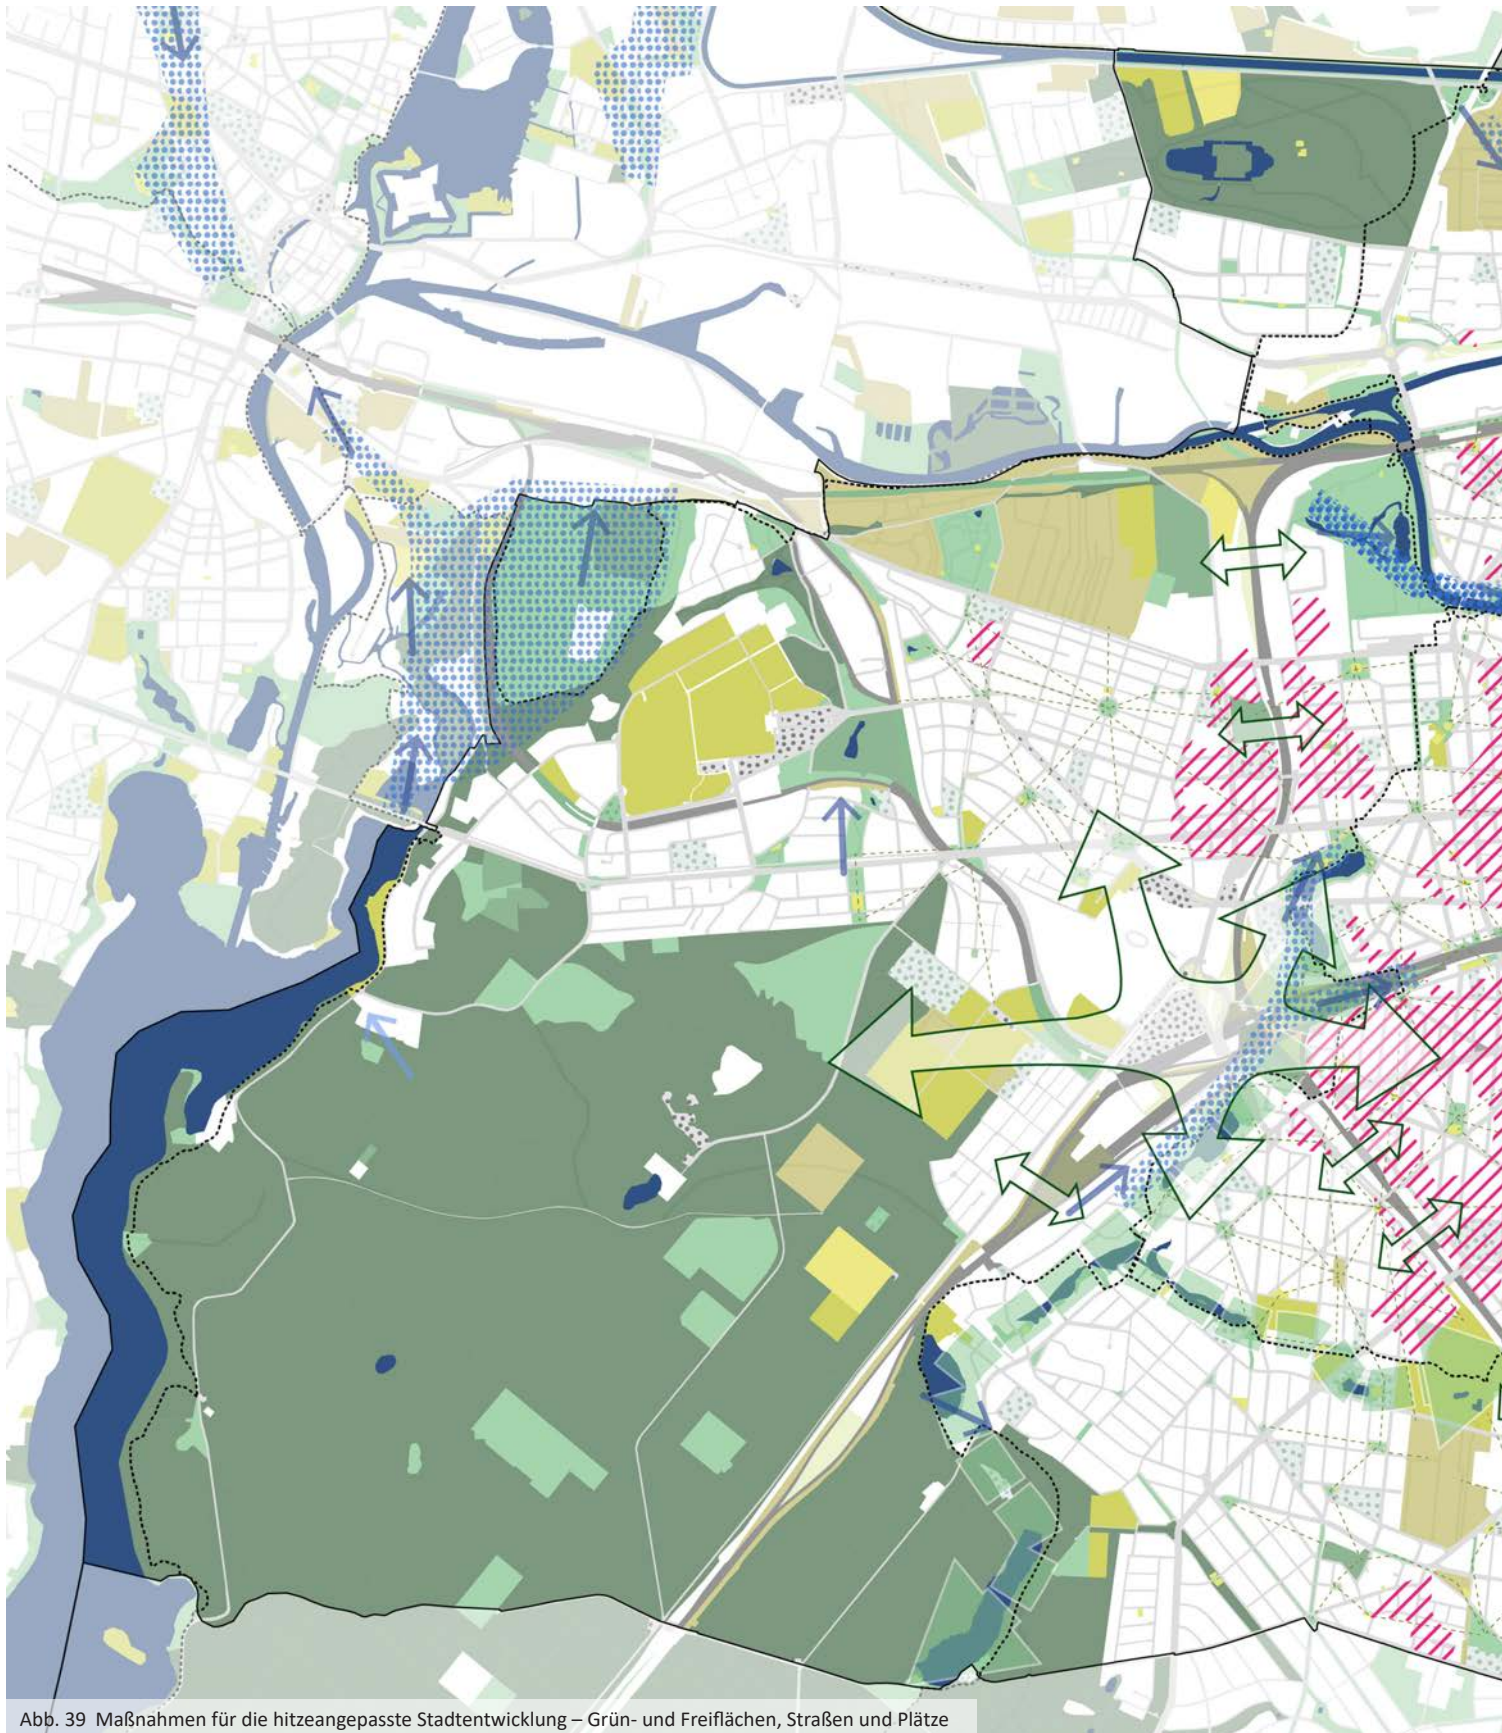 Abb. 39 Maßnahmen für die hitzeangepasste Stadtentwicklung – Grün- und Freiflächen, Straßen und Plätze